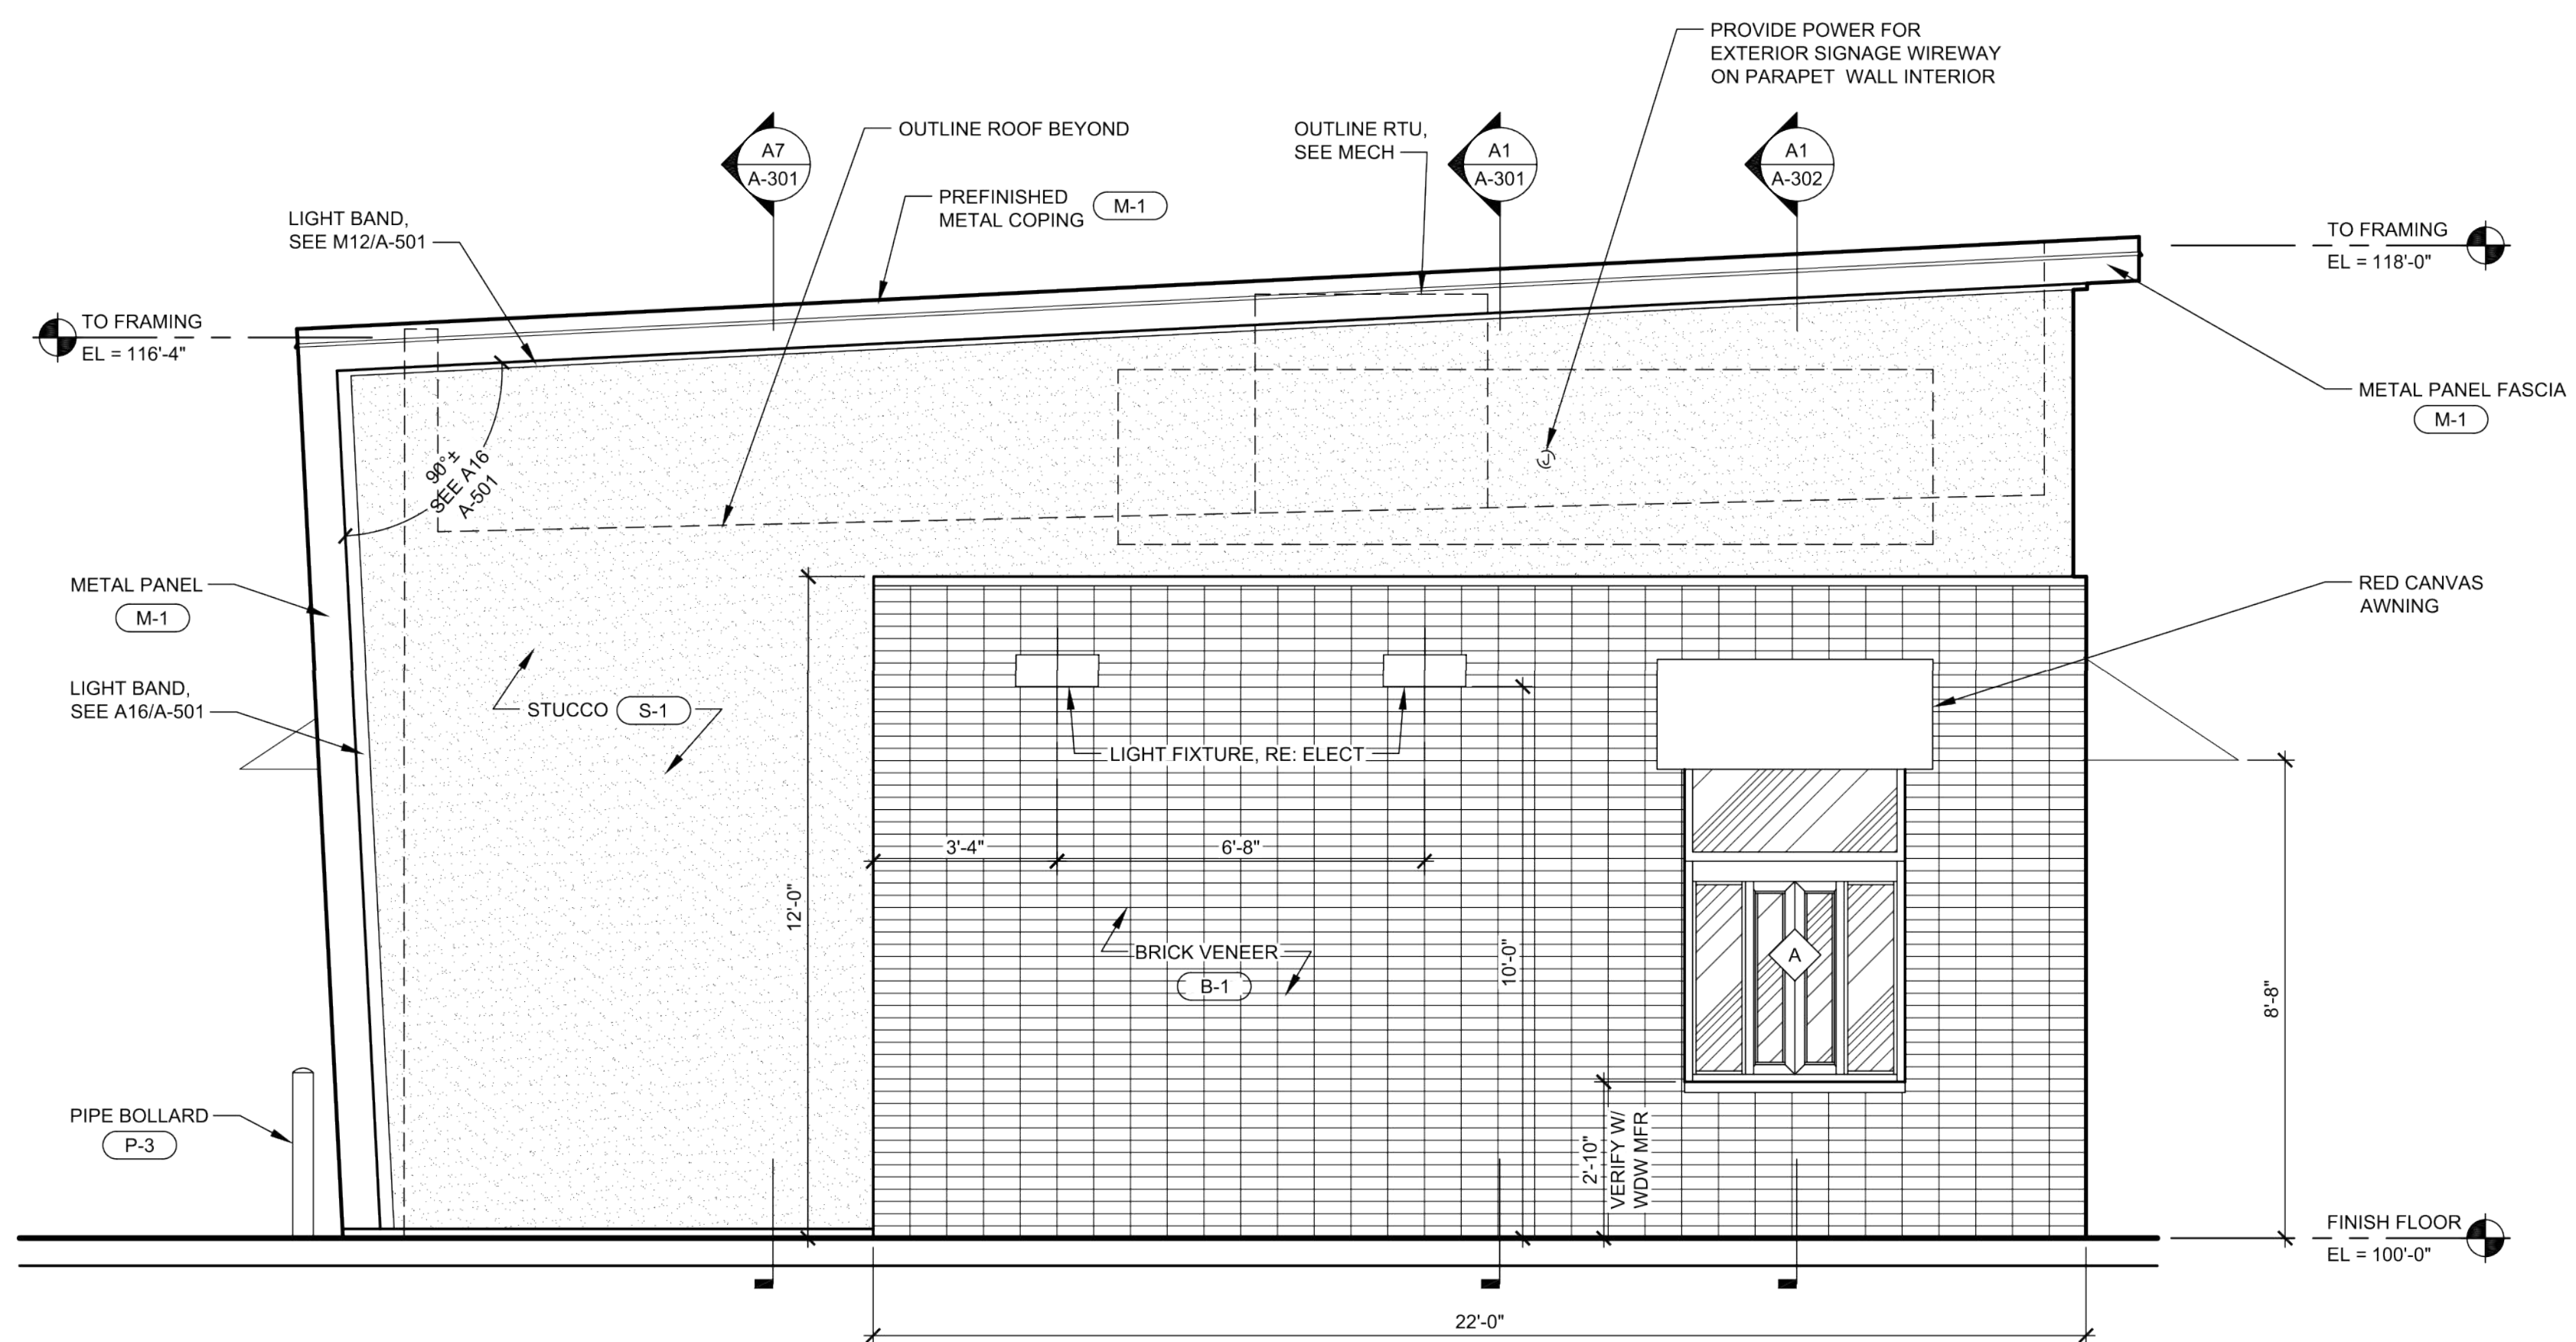 PROVIDE POWER FOR
EXTERIOR SIGNAGE WIREWAY
ON PARAPET WALL INTERIOR
A7
A-301
OUTLINE ROOF BEYOND
OUTLINE RTU,
SEE MECH
A1
A-301
A1
A-302
PREFINISHED
METAL COPING
M-1
LIGHT BAND,
SEE M12/A-501
TO FRAMING
EL = 118'-0"
TO FRAMING
EL = 116'-4"
METAL PANEL FASCIA
M-1
90°±
SEE A16
A-501
J
METAL PANEL
M-1
RED CANVAS
AWNING
LIGHT BAND,
SEE A16/A-501
STUCCO
S-1
LIGHT FIXTURE, RE: ELECT
3'-4"
6'-8"
12'-0"
BRICK VENEER
B-1
10'-0"
A
8'-8"
PIPE BOLLARD
P-3
2'-10"
VERIFY W/
WDW MFR
FINISH FLOOR
EL = 100'-0"
22'-0"